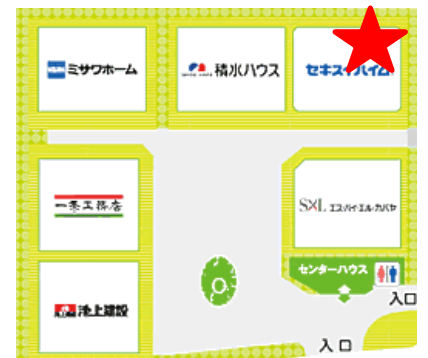 ミサワホーム
積水ハウス
セキスイハイム
一条工務店
S×L エス・バイ・エル・カバヤ
池上建設
センターハウス
入口
入口